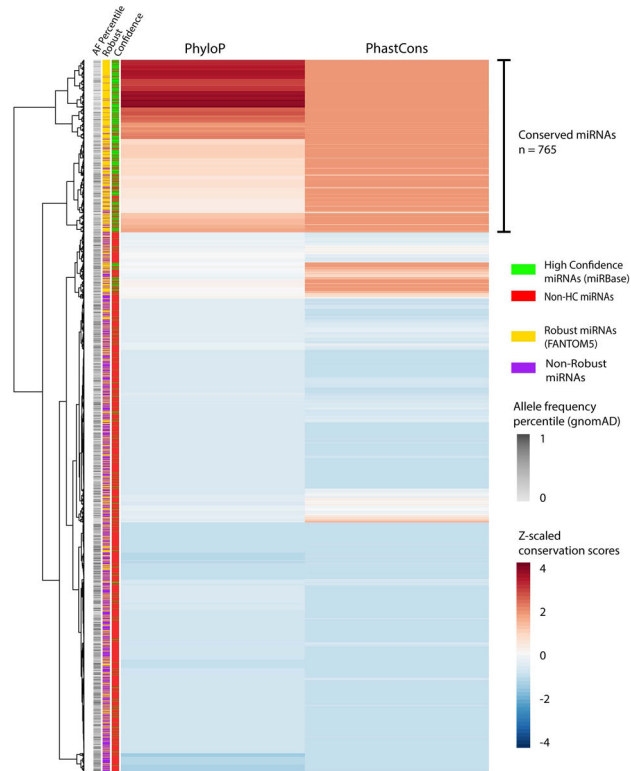 AF Percentile
Robust
Confidence
PhyloP
PhastCons
Conserved miRNAs
n = 765
High Confidence
miRNAs (miRBase)
Non-HC miRNAs
Robust miRNAs
(FANTOM5)
Non-Robust
miRNAs
Allele frequency
percentile (gnomAD)
1
0
Z-scaled
conservation scores
4
2
0
-2
-4